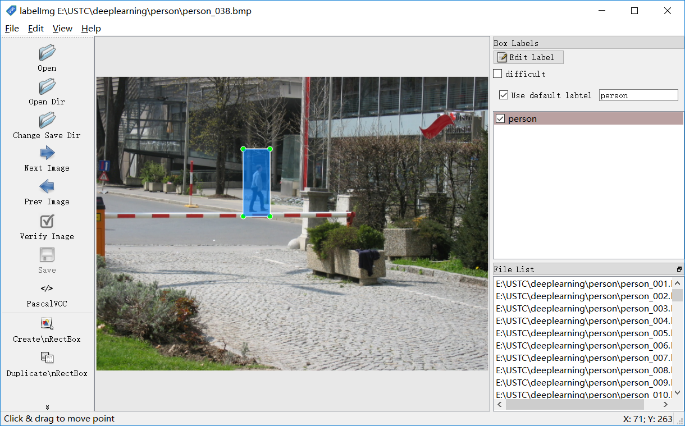 labelImg E:\USTC\deeplearning\person\person_038.bmp
File Edit View Help
Open
Open Dir
Change Save Dir
Next Image
Prev Image
Verify Image
Save
</>
PascalVOC
Create\nRectBox
Duplicate\nRectBox
Box Labels
Edit Label
difficult
Use default labtel person
person
File List
E:\USTC\deeplearning\person\person_001.b
E:\USTC\deeplearning\person\person_002.b
E:\USTC\deeplearning\person\person_003.b
E:\USTC\deeplearning\person\person_004.b
E:\USTC\deeplearning\person\person_005.b
E:\USTC\deeplearning\person\person_006.b
E:\USTC\deeplearning\person\person_007.b
E:\USTC\deeplearning\person\person_008.b
E:\USTC\deeplearning\person\person_009.b
E:\USTC\deeplearning\person\person_010.b
Click & drag to move point
X: 71; Y: 263